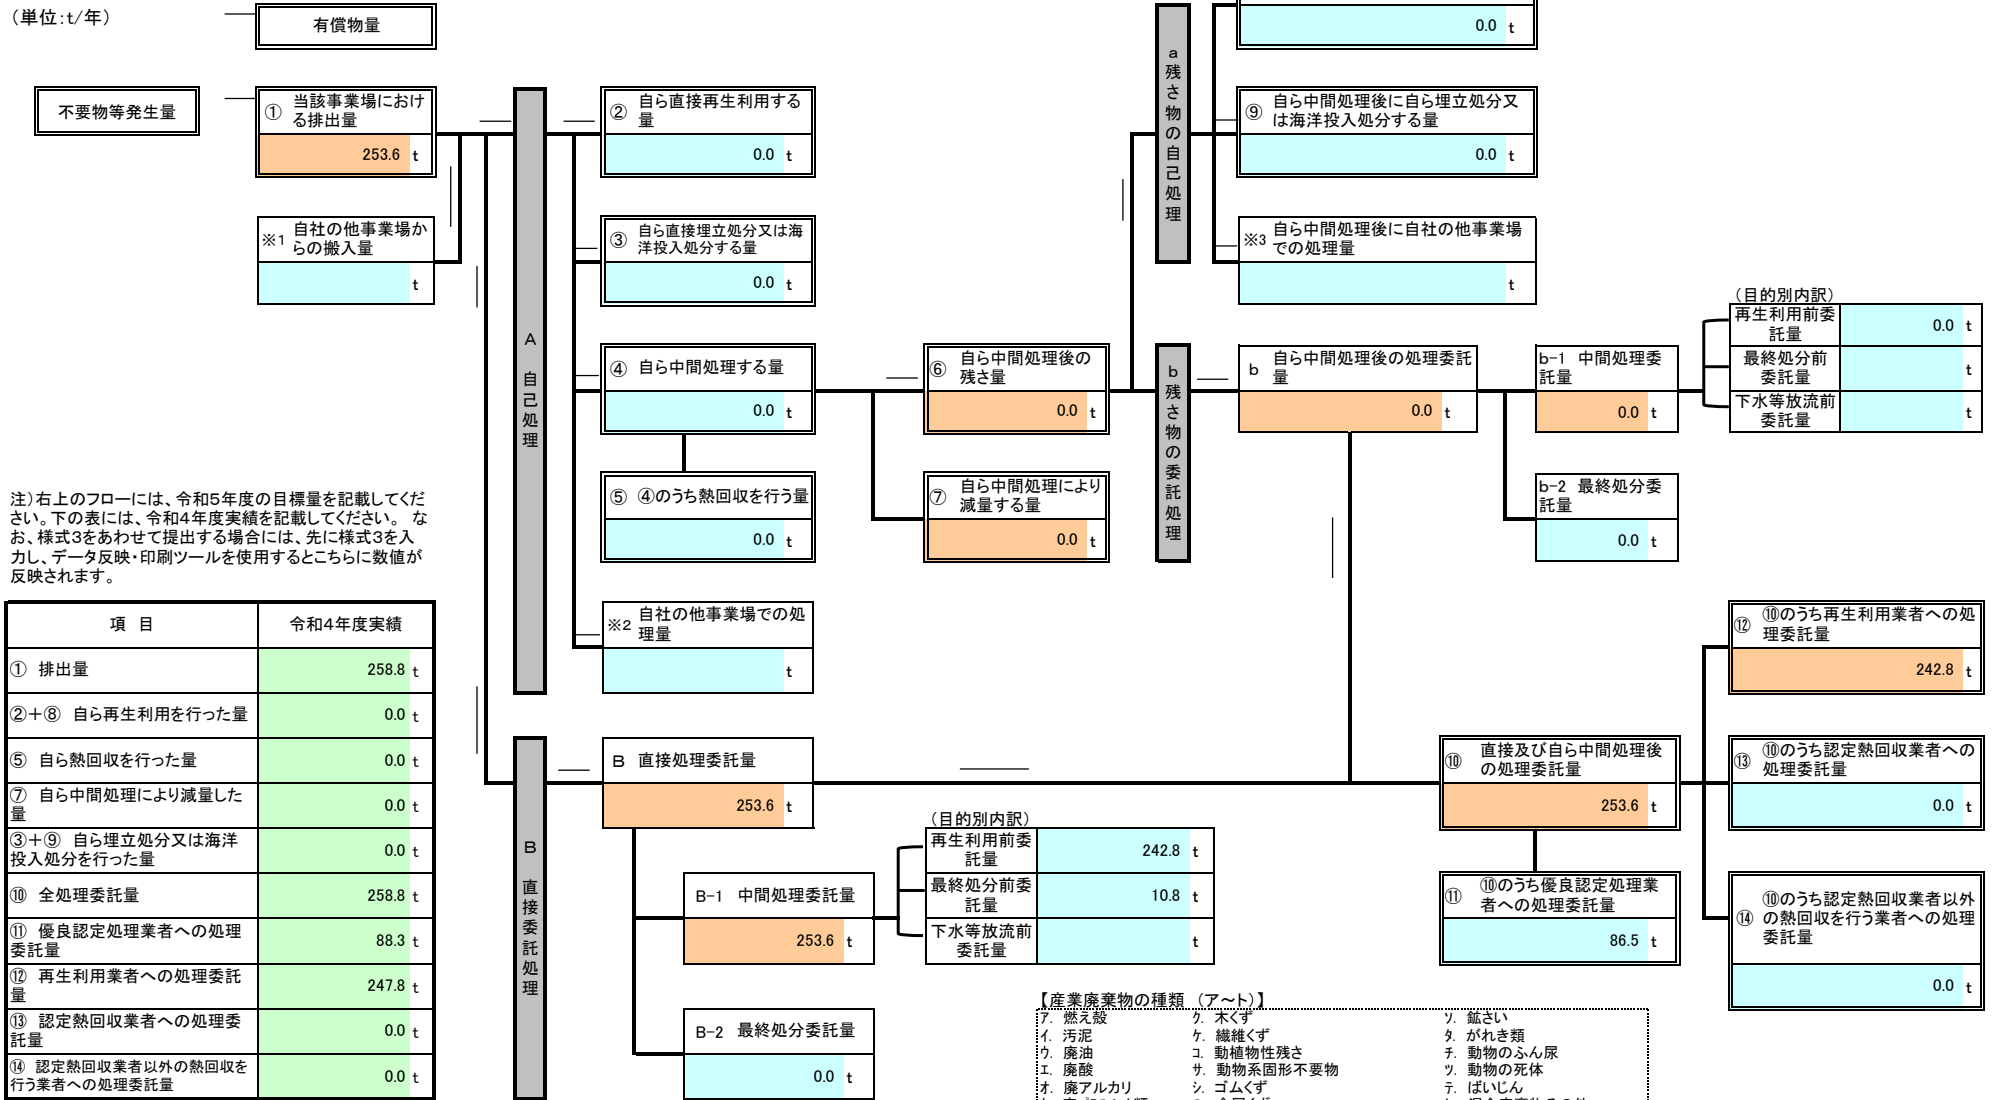 （単位:t/年）
有償物量
0.0 t
不要物等発生量
① 当該事業場におけ
る排出量
253.6 t
※1 自社の他事業場か
らの搬入量
t
A 自己処理
② 自ら直接再生利用する
量
0.0 t
③ 自ら直接埋立処分又は海
洋投入処分する量
0.0 t
④ 自ら中間処理する量
0.0 t
⑤ ④のうち熱回収を行う量
0.0 t
※2 自社の他事業場での処
理量
t
⑥ 自ら中間処理後の
残さ量
0.0 t
⑦ 自ら中間処理により
減量する量
0.0 t
a残さ物の自己処理
⑨ 自ら中間処理後に自ら埋立処分又
は海洋投入処分する量
0.0 t
※3 自ら中間処理後に自社の他事業場
での処理量
t
b残さ物の委託処理
b 自ら中間処理後の処理委託
量
0.0 t
b-1 中間処理委
託量
0.0 t
（目的別内訳）
再生利用前委
託量
0.0 t
最終処分前
委託量
t
下水等放流前
委託量
t
b-2 最終処分委
託量
0.0 t
注）右上のフローには、令和５年度の目標量を記載してくだ
さい。下の表には、令和４年度実績を記載してください。 な
お、様式３をあわせて提出する場合には、先に様式３を入
力し、データ反映・印刷ツールを使用するとこちらに数値が
反映されます。
項 目 令和４年度実績
① 排出量 258.8 t
②＋⑧ 自ら再生利用を行った量 0.0 t
⑤ 自ら熱回収を行った量 0.0 t
⑦ 自ら中間処理により減量した
量 0.0 t
③＋⑨ 自ら埋立処分又は海洋
投入処分を行った量 0.0 t
⑩ 全処理委託量 258.8 t
⑪ 優良認定処理業者への処理
委託量 88.3 t
⑫ 再生利用業者への処理委託
量 247.8 t
⑬ 認定熱回収業者への処理委
託量 0.0 t
⑭ 認定熱回収業者以外の熱回収を
行う業者への処理委託量 0.0 t
B 直接委託処理
B 直接処理委託量
253.6 t
B-1 中間処理委託量
253.6 t
（目的別内訳）
再生利用前委
託量
242.8 t
最終処分前委
託量
10.8 t
下水等放流前
委託量
t
B-2 最終処分委託量
0.0 t
⑩ 直接及び自ら中間処理後
の処理委託量
253.6 t
⑪ ⑩のうち優良認定処理業
者への処理委託量
86.5 t
⑫ ⑩のうち再生利用業者への処
理委託量
242.8 t
⑬ ⑩のうち認定熱回収業者への
処理委託量
0.0 t
⑭ ⑩のうち認定熱回収業者以外
の熱回収を行う業者への処理
委託量
0.0 t
【産業廃棄物の種類 （ア～ト）】
ｱ. 燃え殻 ｸ. 木くず ｿ. 鉱さい
ｲ. 汚泥 ｹ. 繊維くず ﾀ. がれき類
ｳ. 廃油 ｺ. 動植物性残さ ﾁ. 動物のふん尿
ｴ. 廃酸 ｻ. 動物系固形不要物 ﾂ. 動物の死体
ｵ. 廃アルカリ ｼ. ゴムくず ﾃ. ばいじん